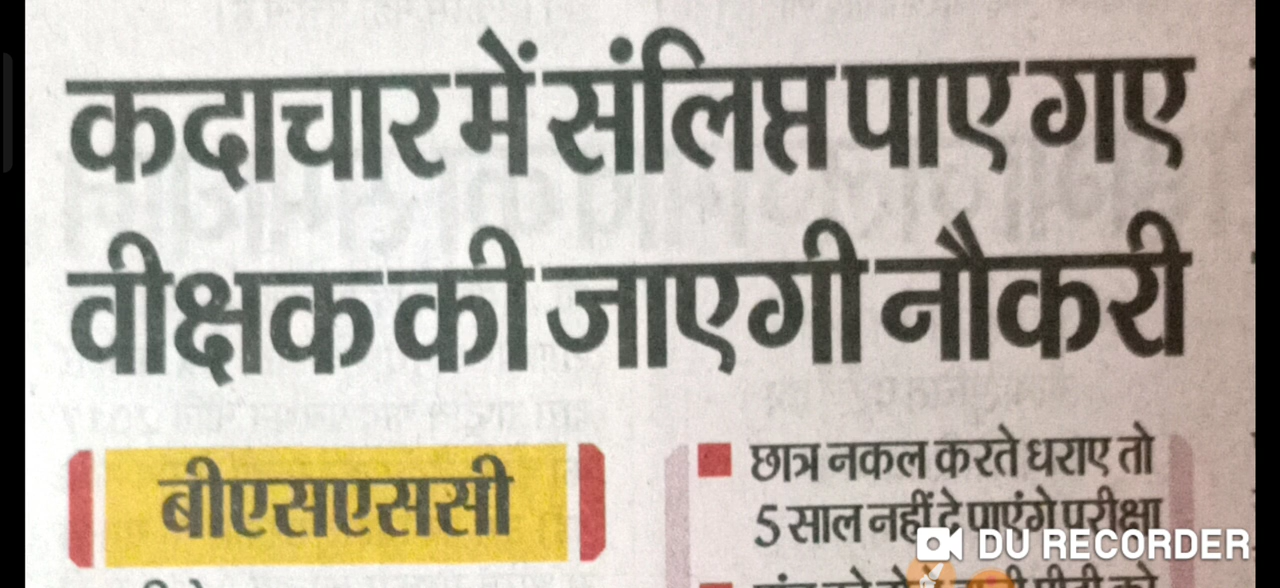 कदाचार में संलिप्त पाए गए
वीक्षक की जाएगी नौकरी
बीएसएससी
छात्र नकल करते धराए तो
5 साल नहीं दे पाएंगे परीक्षा
DU RECORDER